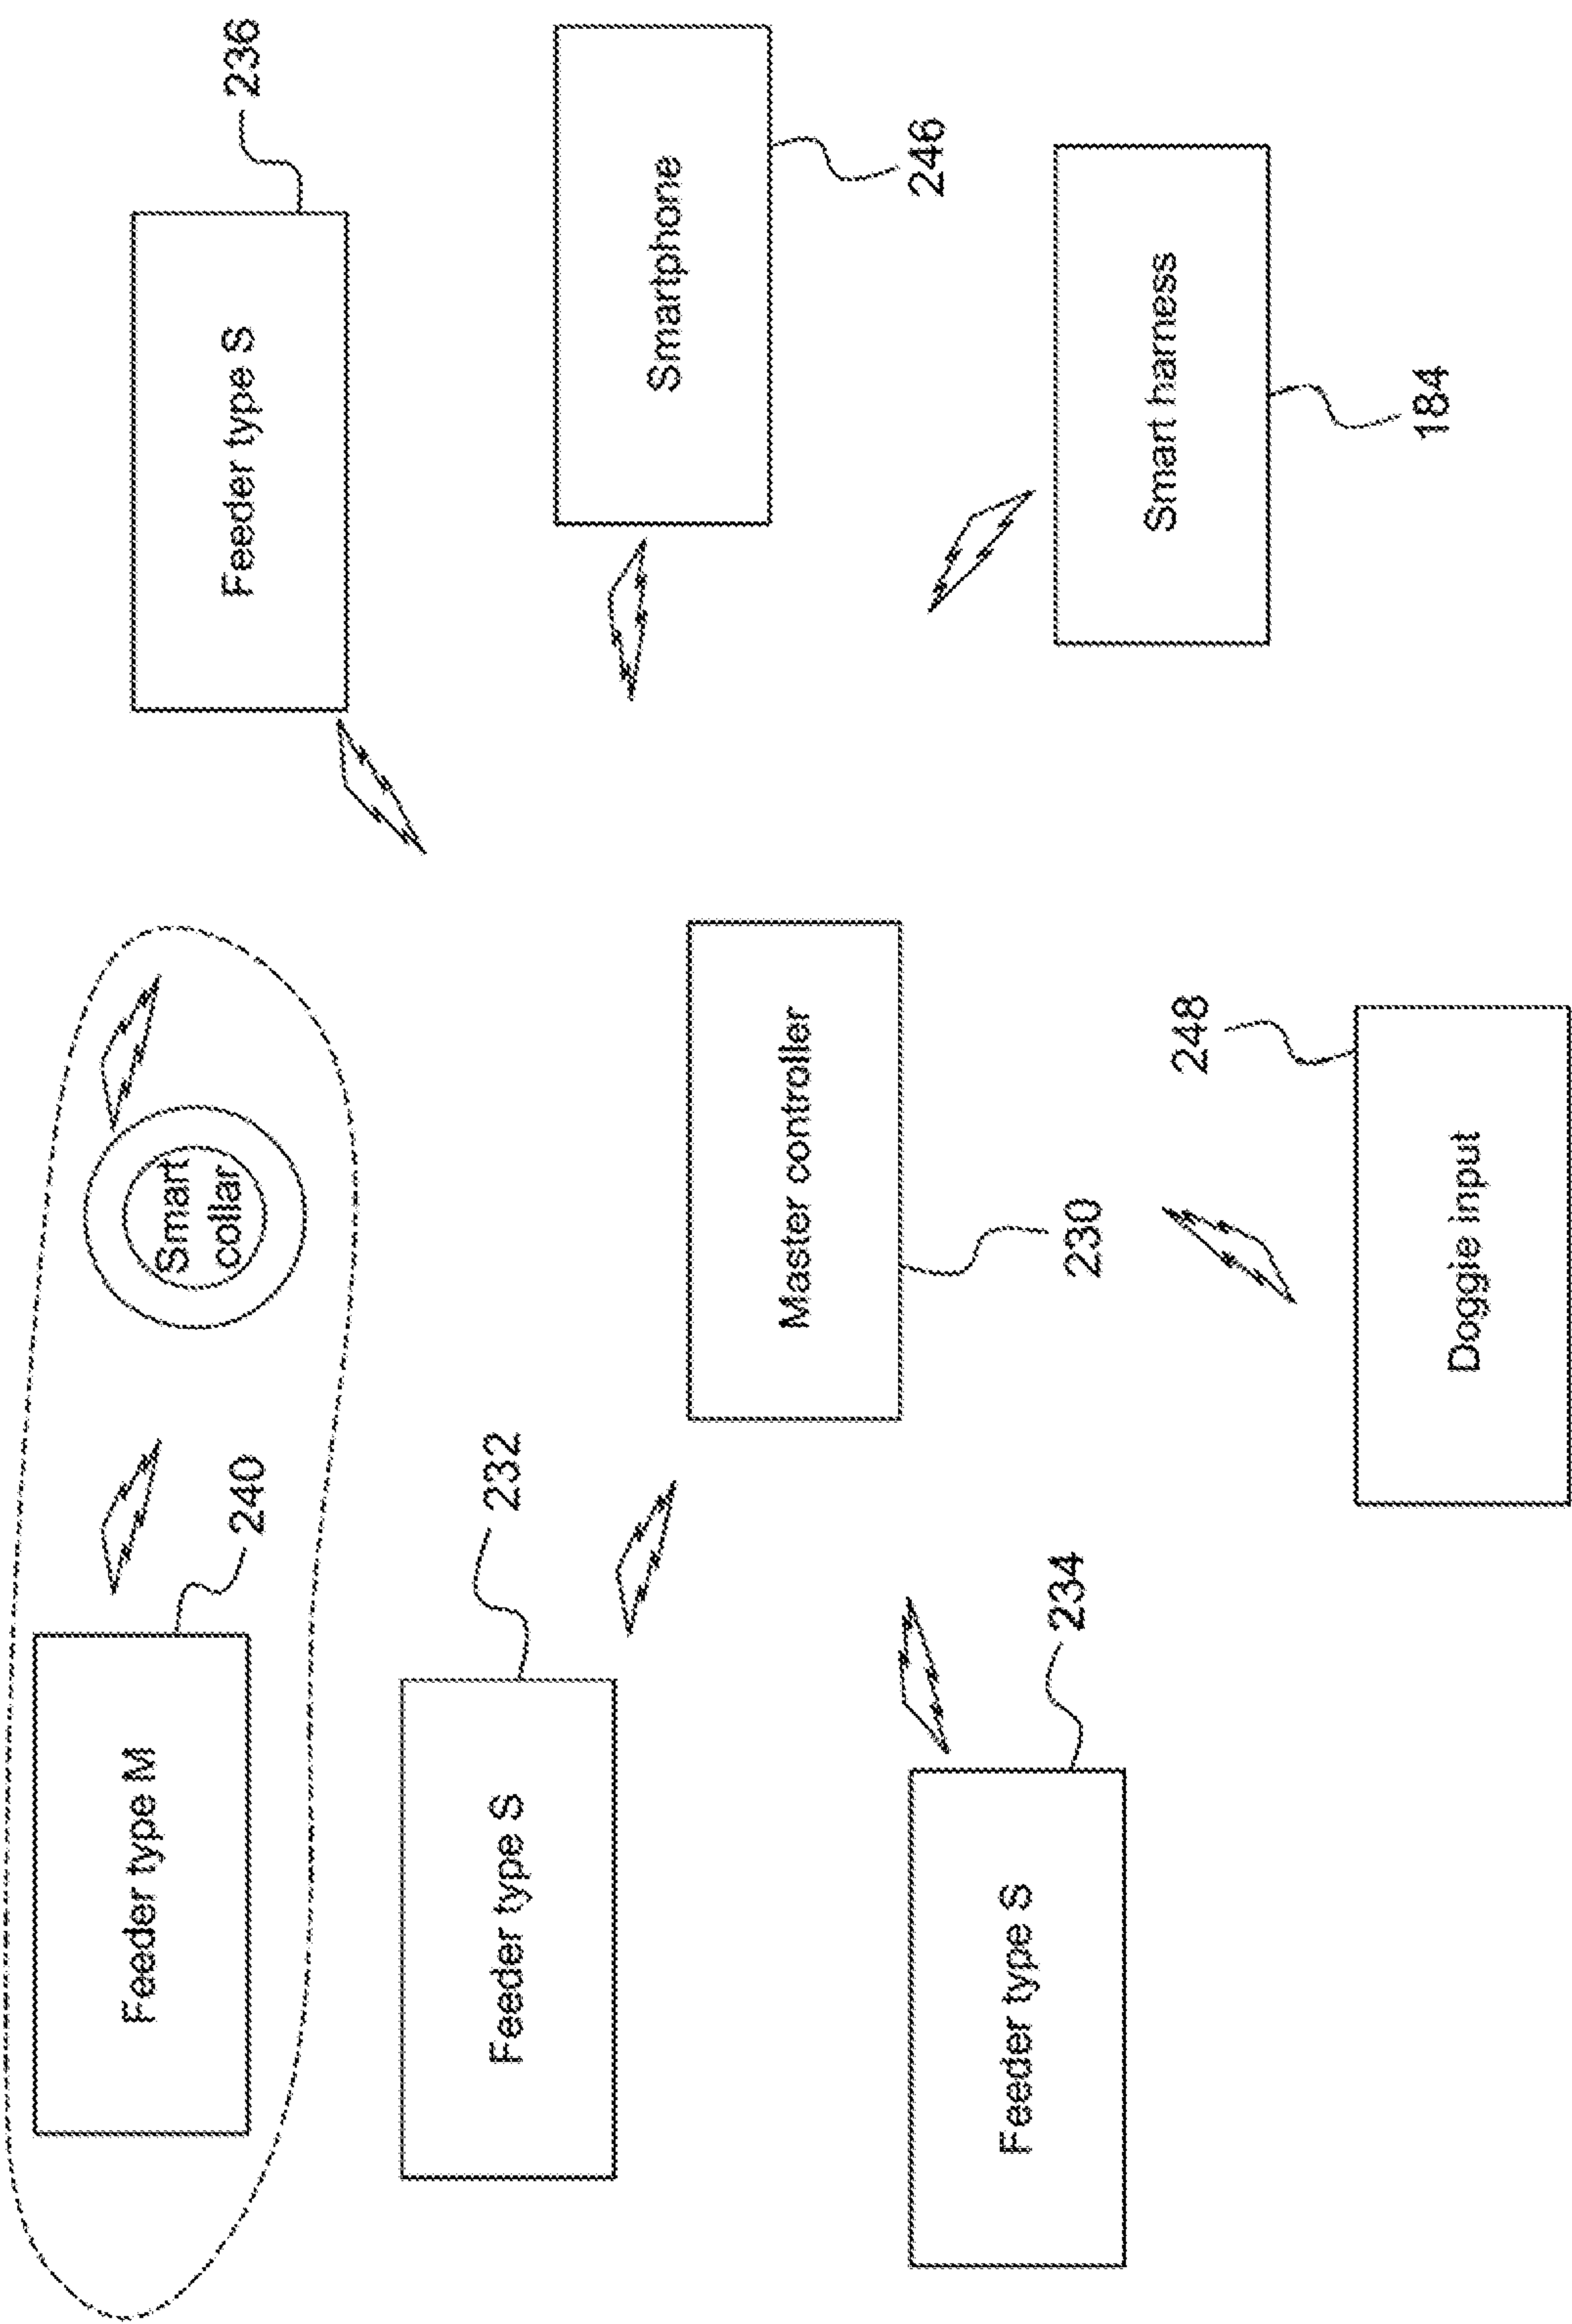 Feeder type M
240
Smart
collar
Feeder type S
232
Feeder type S
236
Smartphone
246
Master controller
230
Feeder type S
234
Smart harness
184
Doggie input
248